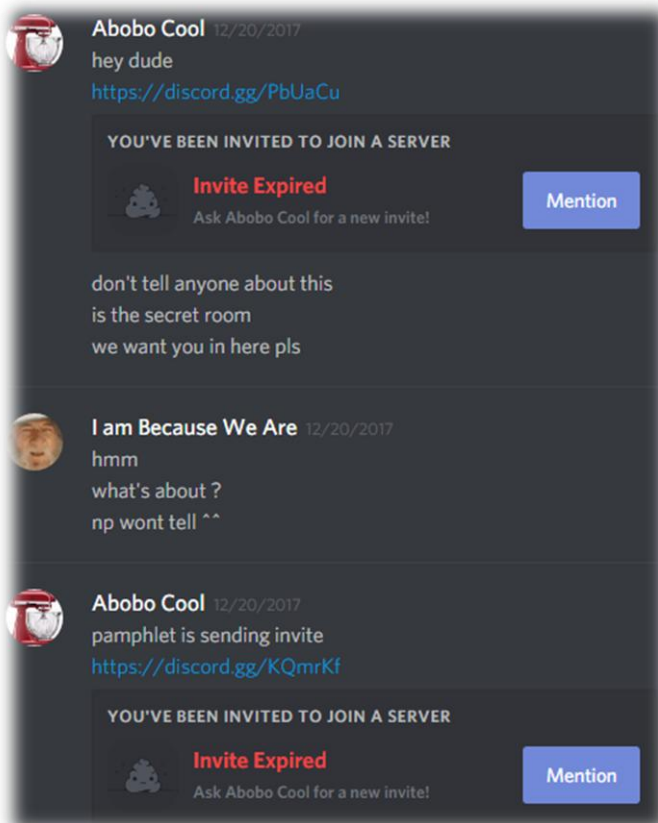 Abobo Cool 12/20/2017
hey dude
https://discord.gg/PbUaCu
YOU'VE BEEN INVITED TO JOIN A SERVER
Invite Expired
Ask Abobo Cool for a new invite!
Mention
don't tell anyone about this
is the secret room
we want you in here pls
I am Because We Are 12/20/2017
hmm
what's about ?
np wont tell ^^
Abobo Cool 12/20/2017
pamphlet is sending invite
https://discord.gg/KQmrKf
YOU'VE BEEN INVITED TO JOIN A SERVER
Invite Expired
Ask Abobo Cool for a new invite!
Mention